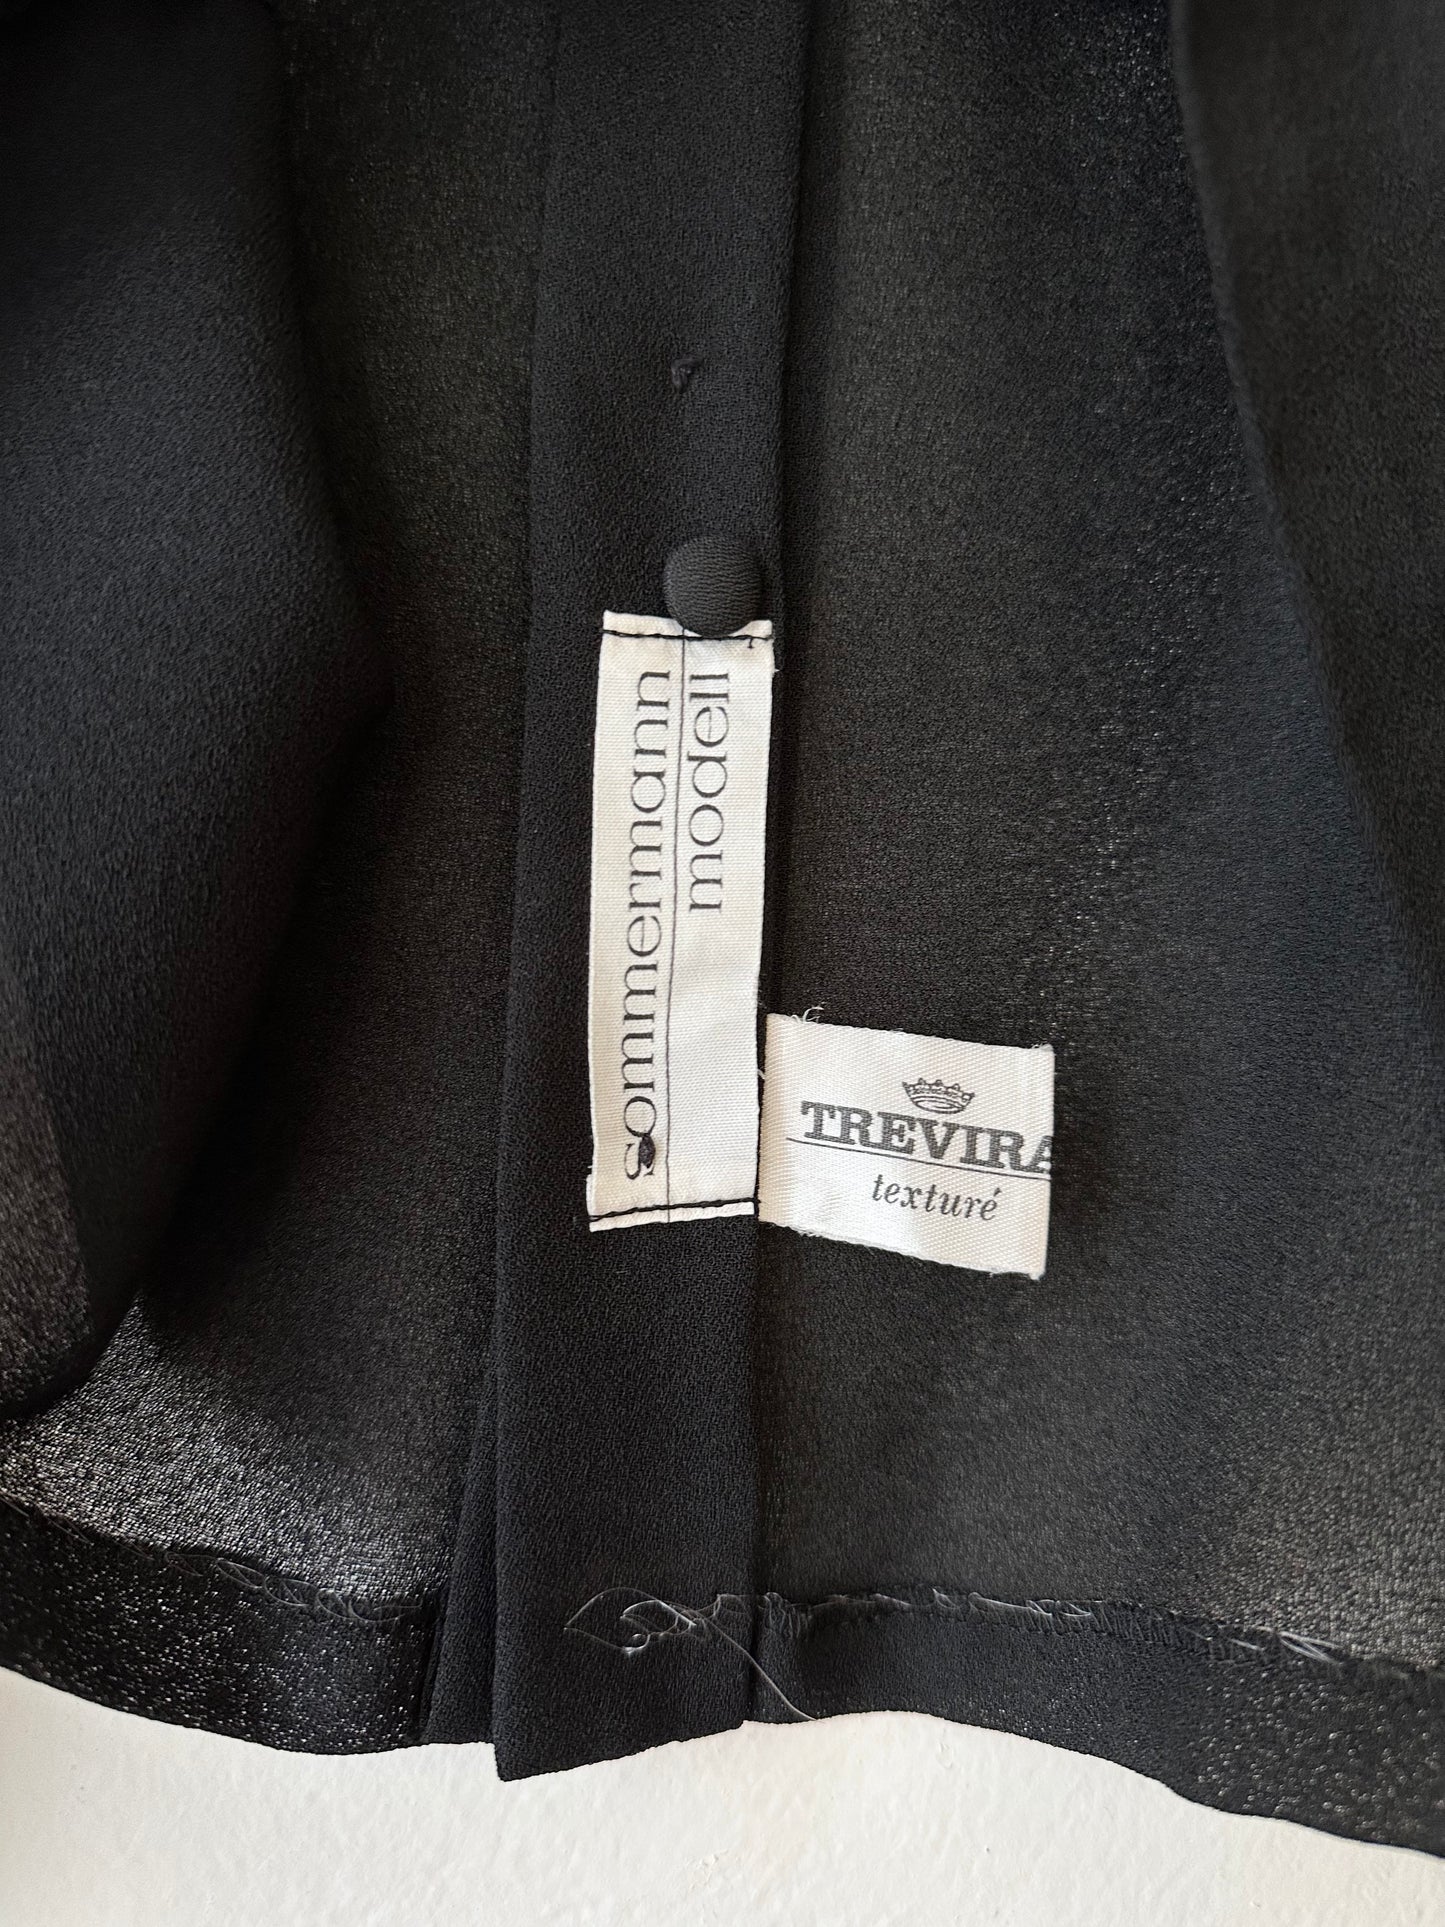 sommermann
modell
TREVIRA
texturé